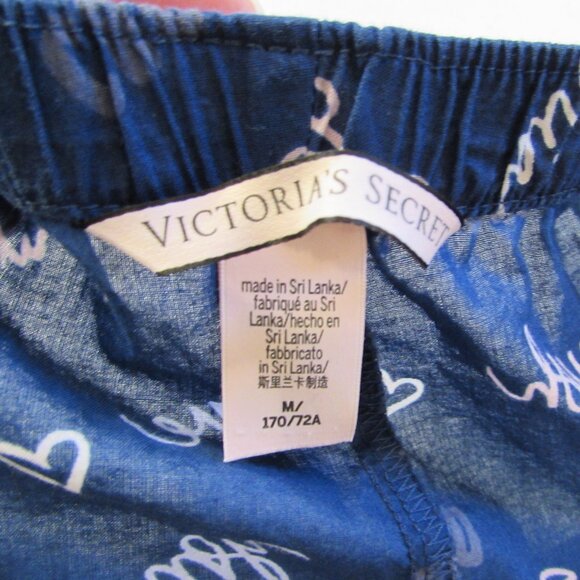 VICTORIA'S SECRET
made in Sri Lanka/
fabriqué au Sri
Lanka/hecho en
Sri Lanka/
fabbricato
in Sri Lanka/
斯里兰卡制造
M/
170/72A